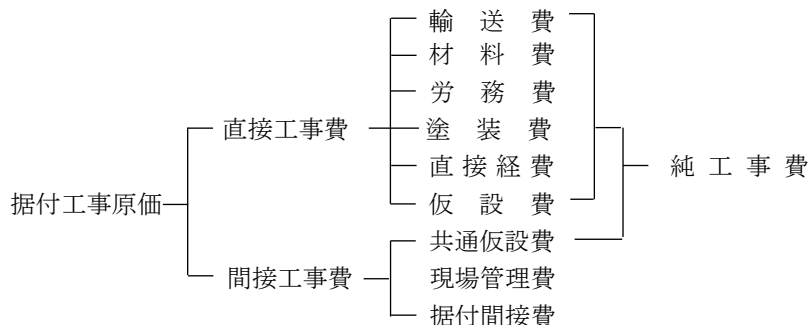 輸送費
材料費
労務費
直接工事費
塗装費
直接経費
純工事費
据付工事原価
仮設費
共通仮設費
間接工事費
現場管理費
据付間接費